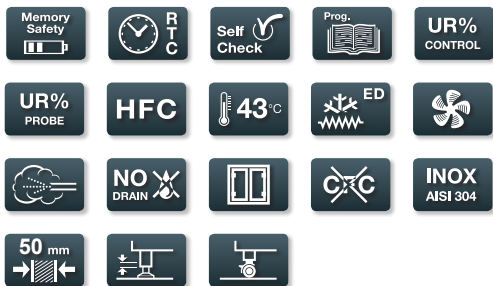 Memory
Safety
RTC
Self
Check
Prog.
UR%
CONTROL
UR%
PROBE
HFC
43°C
ED
NO
DRAIN
C C
INOX
AISI 304
50 mm